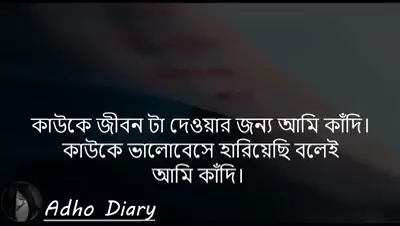 কাউকে জীবন টা দেওয়ার জন্য আমি কাঁদি।
কাউকে ভালোবেসে হারিয়েছি বলেই
আমি কাঁদি।
Adho Diary